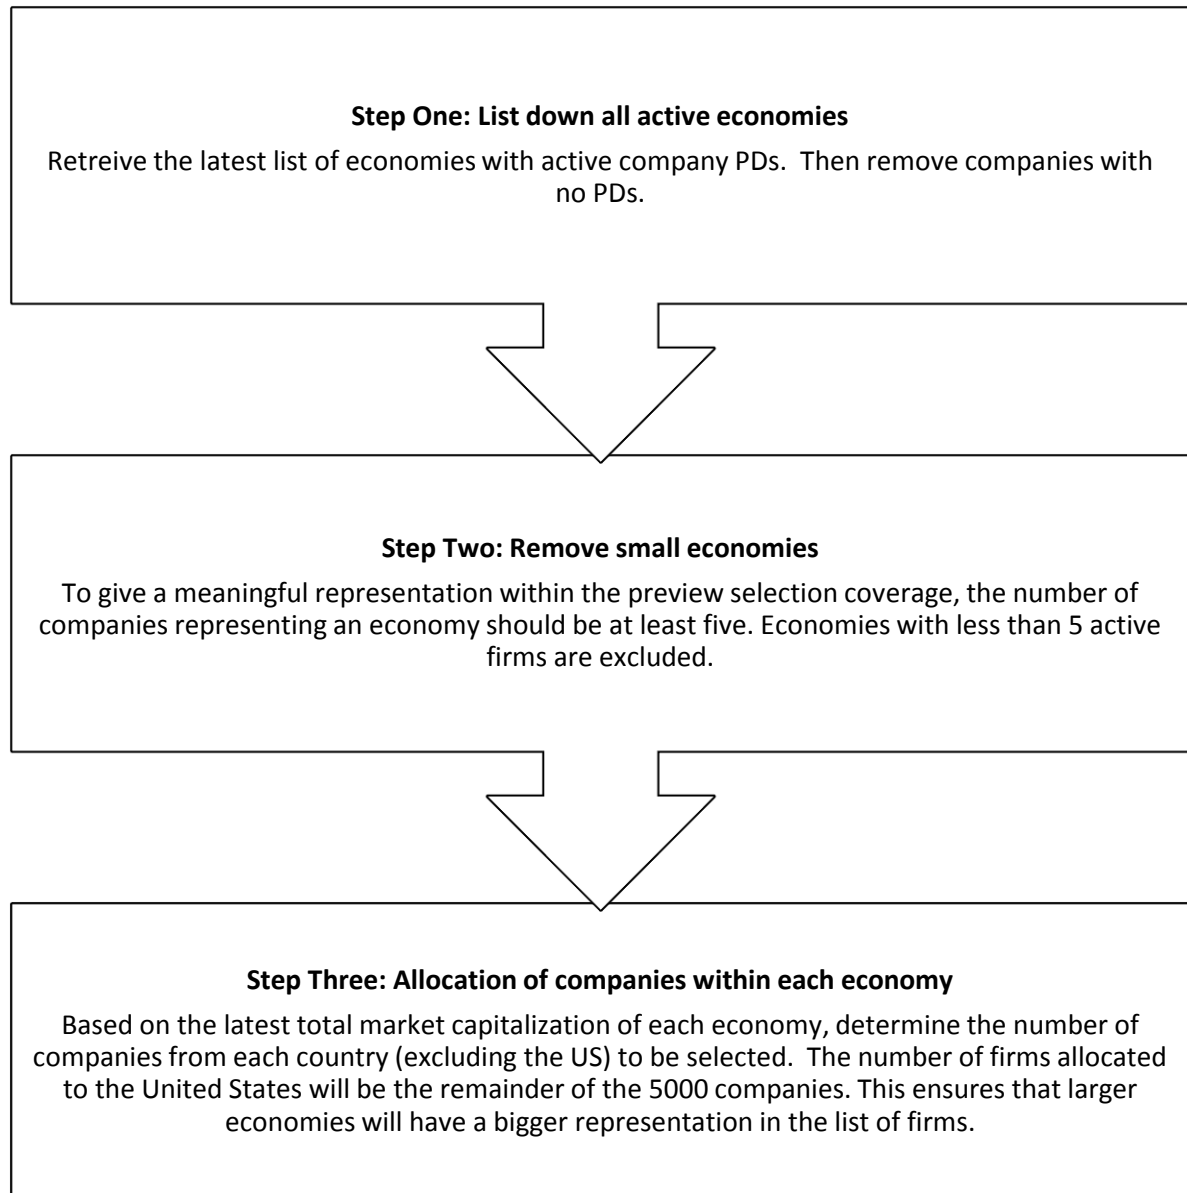 Step One: List down all active economies
Retreive the latest list of economies with active company PDs.  Then remove companies with
no PDs.
Step Two: Remove small economies
To give a meaningful representation within the preview selection coverage, the number of
companies representing an economy should be at least five. Economies with less than 5 active
firms are excluded.
Step Three: Allocation of companies within each economy
Based on the latest total market capitalization of each economy, determine the number of
companies from each country (excluding the US) to be selected.  The number of firms allocated
to the United States will be the remainder of the 5000 companies. This ensures that larger
economies will have a bigger representation in the list of firms.